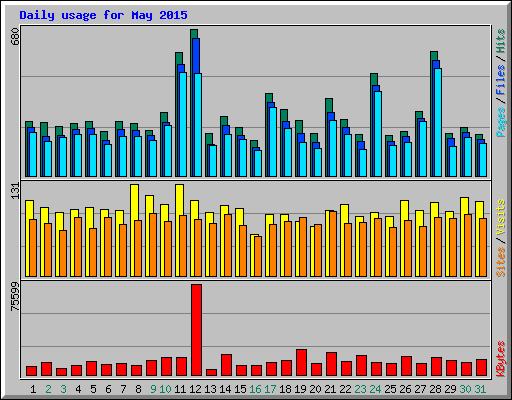 Daily usage for May 2015
680
Pages / Files / Hits
131
Sites / Visits
75599
KBytes
1 2 3 4 5 6 7 8 9 10 11 12 13 14 15 16 17 18 19 20 21 22 23 24 25 26 27 28 29 30 31